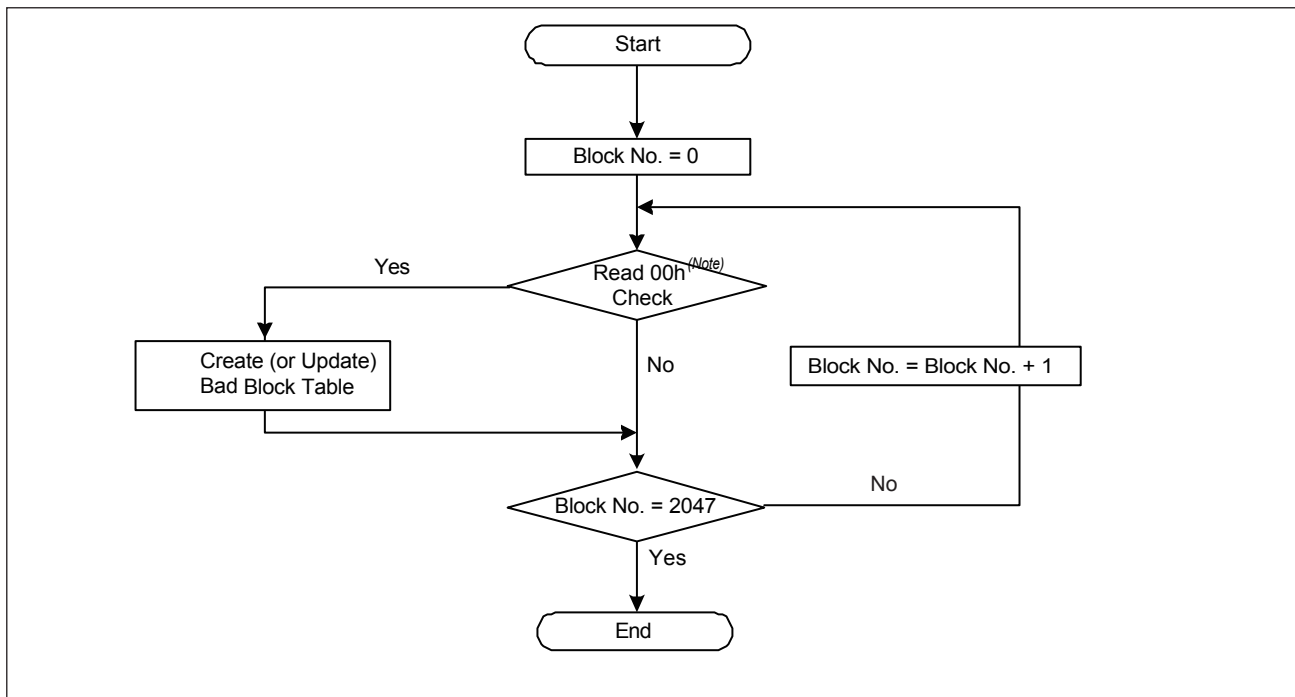 Start
Block No. = 0
Yes
Read 00h(Note)
Check
Create (or Update)
Bad Block Table
No
Block No. = Block No. + 1
Block No. = 2047
No
Yes
End